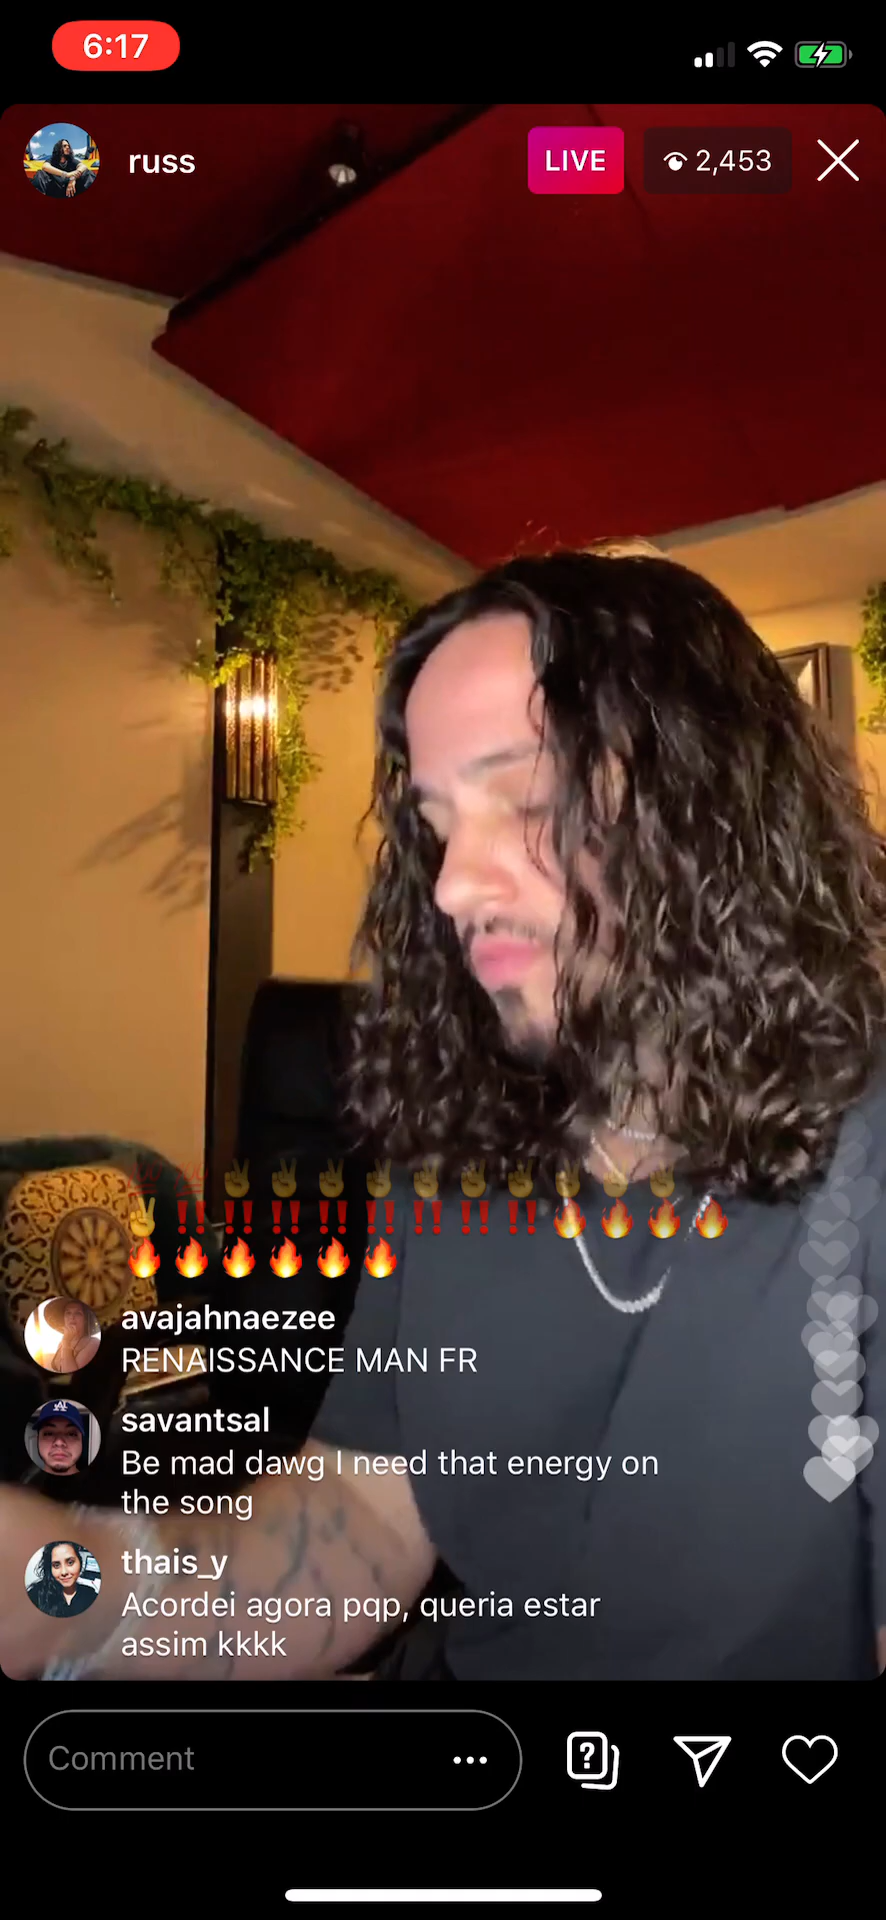 6:17
russ
LIVE
2,453
💯 💯 ✌ ✌ ✌ ✌ ✌ ✌ ✌ ✌ ✌ ✌
✌ ‼ ‼ ‼ ‼ ‼ ‼ ‼ ‼ 🔥 🔥 🔥 🔥
🔥 🔥 🔥 🔥 🔥 🔥
avajahnaezee
RENAISSANCE MAN FR
savantsal
Be mad dawg I need that energy on
the song
thais_y
Acordei agora pqp, queria estar
assim kkkk
Comment